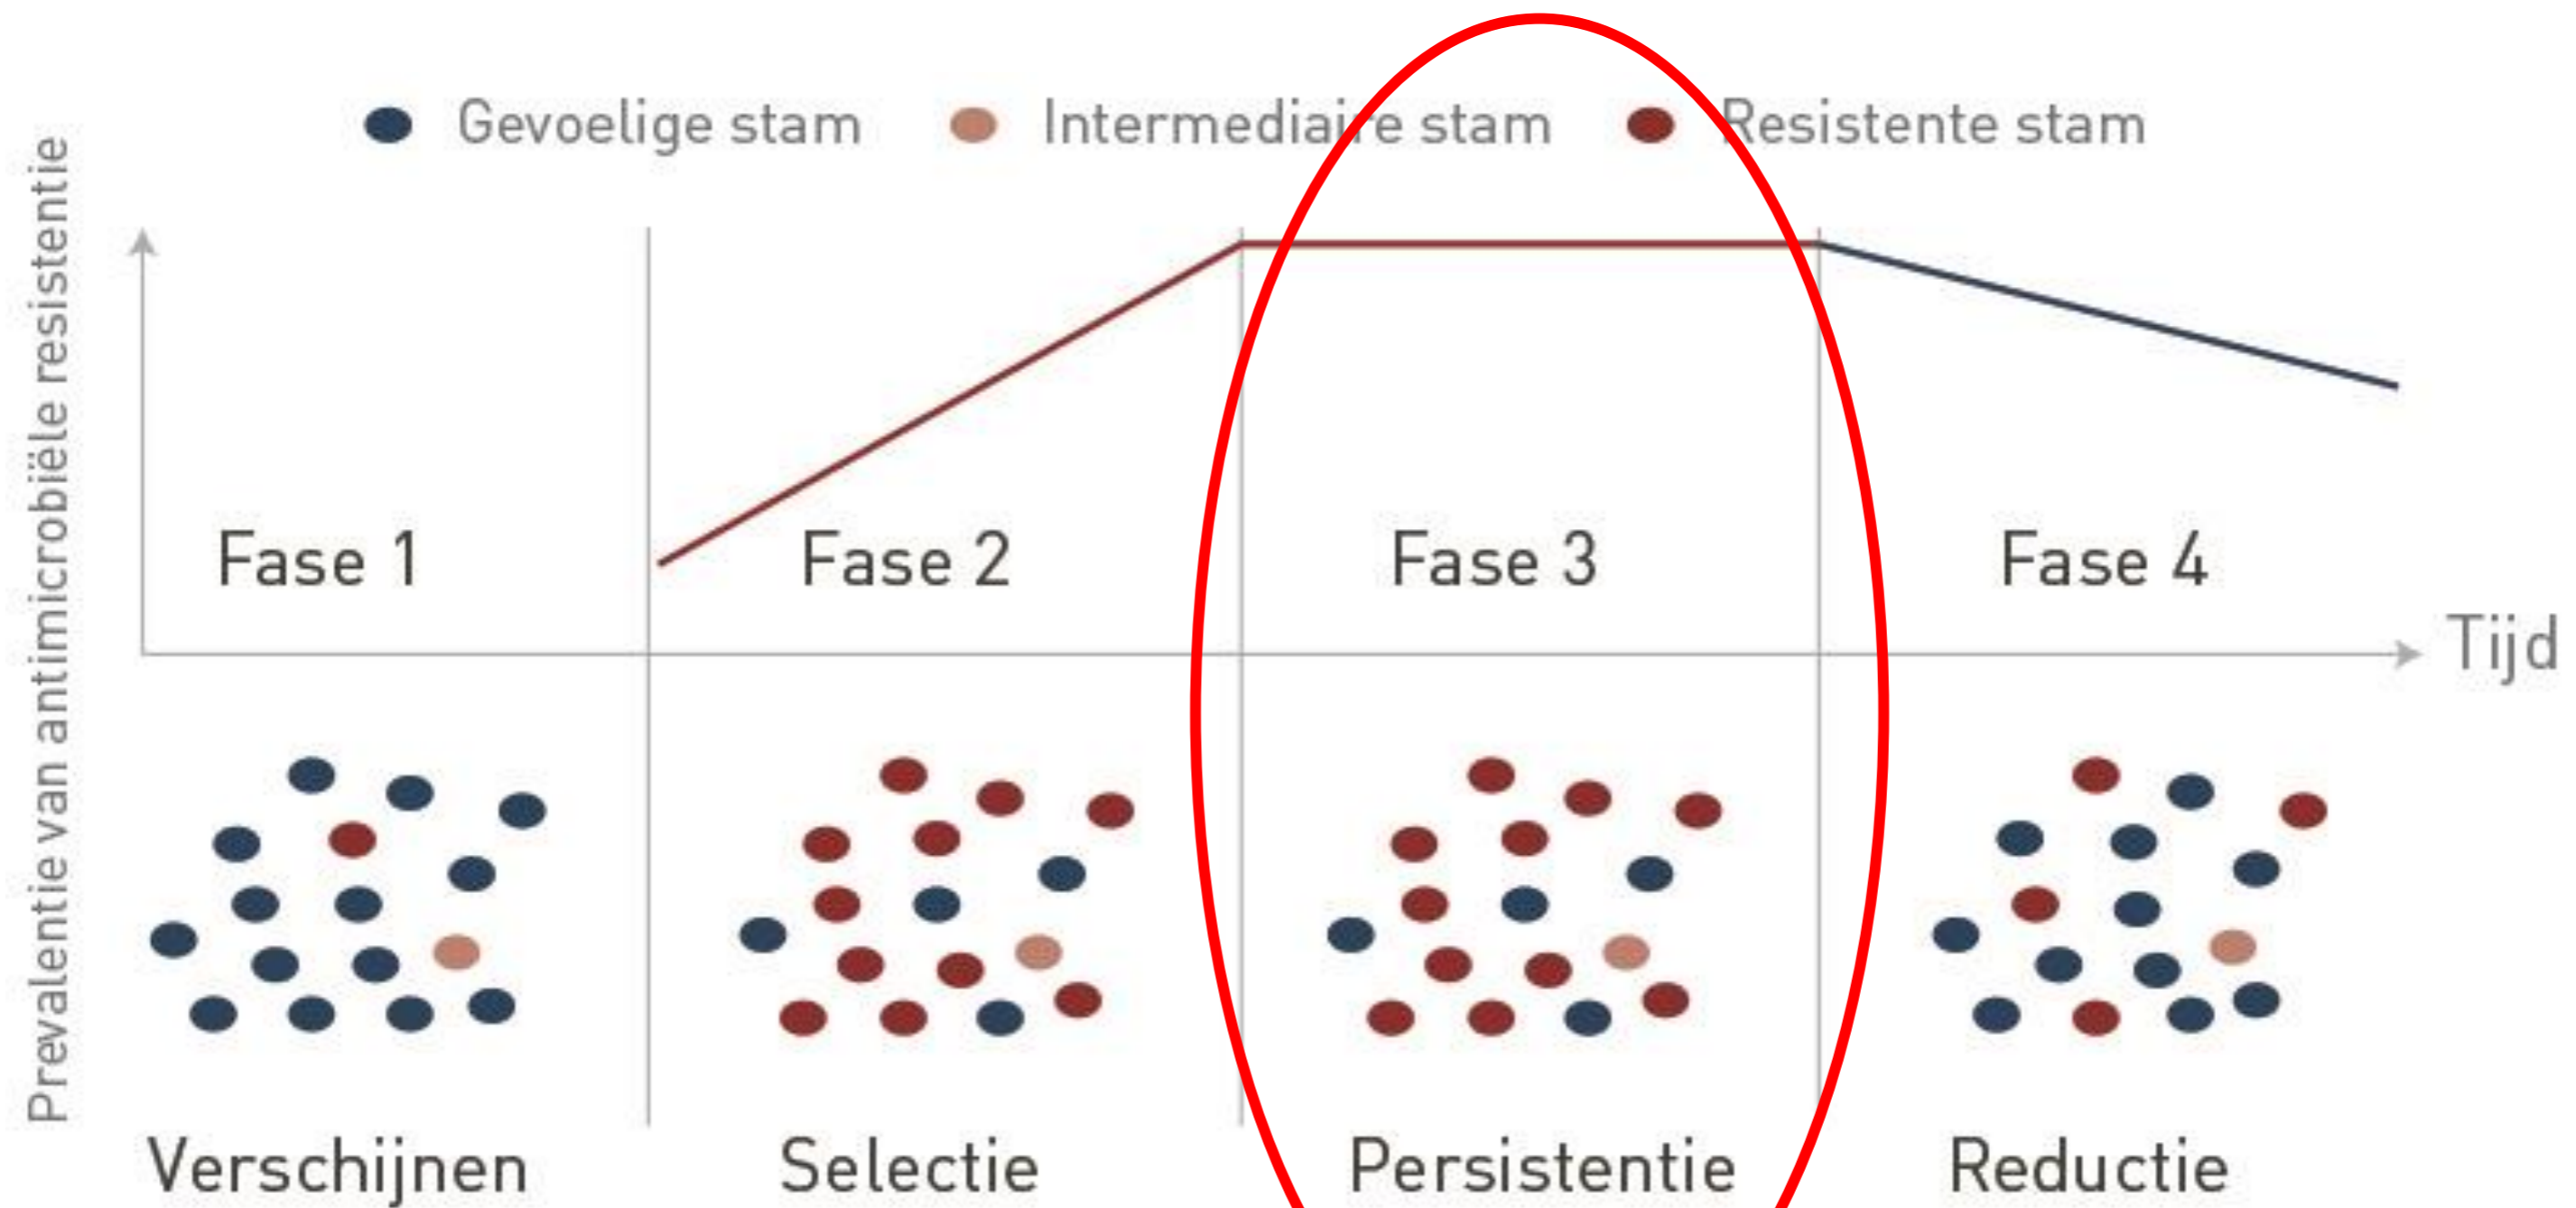 Gevoelige stam
Intermediaire stam
Resistente stam
Prevalentie van antimicrobiële resistentie
Fase 1
Fase 2
Fase 3
Fase 4
Tijd
Verschijnen
Selectie
Persistentie
Reductie